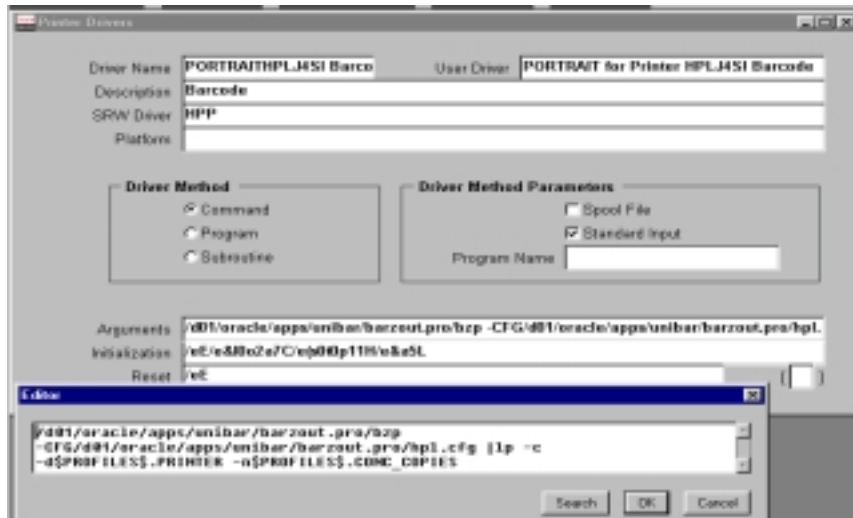 Printer Drivers
Driver Name PORTRAITHPLJ4SI Barco User Driver PORTRAIT for Printer HPLJ4SI Barcode
Description Barcode
SRW Driver HPP
Platform
Driver Method
Command
Program
Subroutine
Driver Method Parameters
Spool File
Standard Input
Program Name
Arguments /d01/oracle/apps/unibar/barzout.pro/bzp -CFG/d01/oracle/apps/unibar/barzout.pro/hpl.
Initialization
Reset /eE
Editor
/d01/oracle/apps/unibar/barzout.pro/bzp
-CFG/d01/oracle/apps/unibar/barzout.pro/hpl.cfg |lp -c
-d$PROFILES$.PRINTER -n$PROFILES$.CONC_COPIES
Search OK Cancel